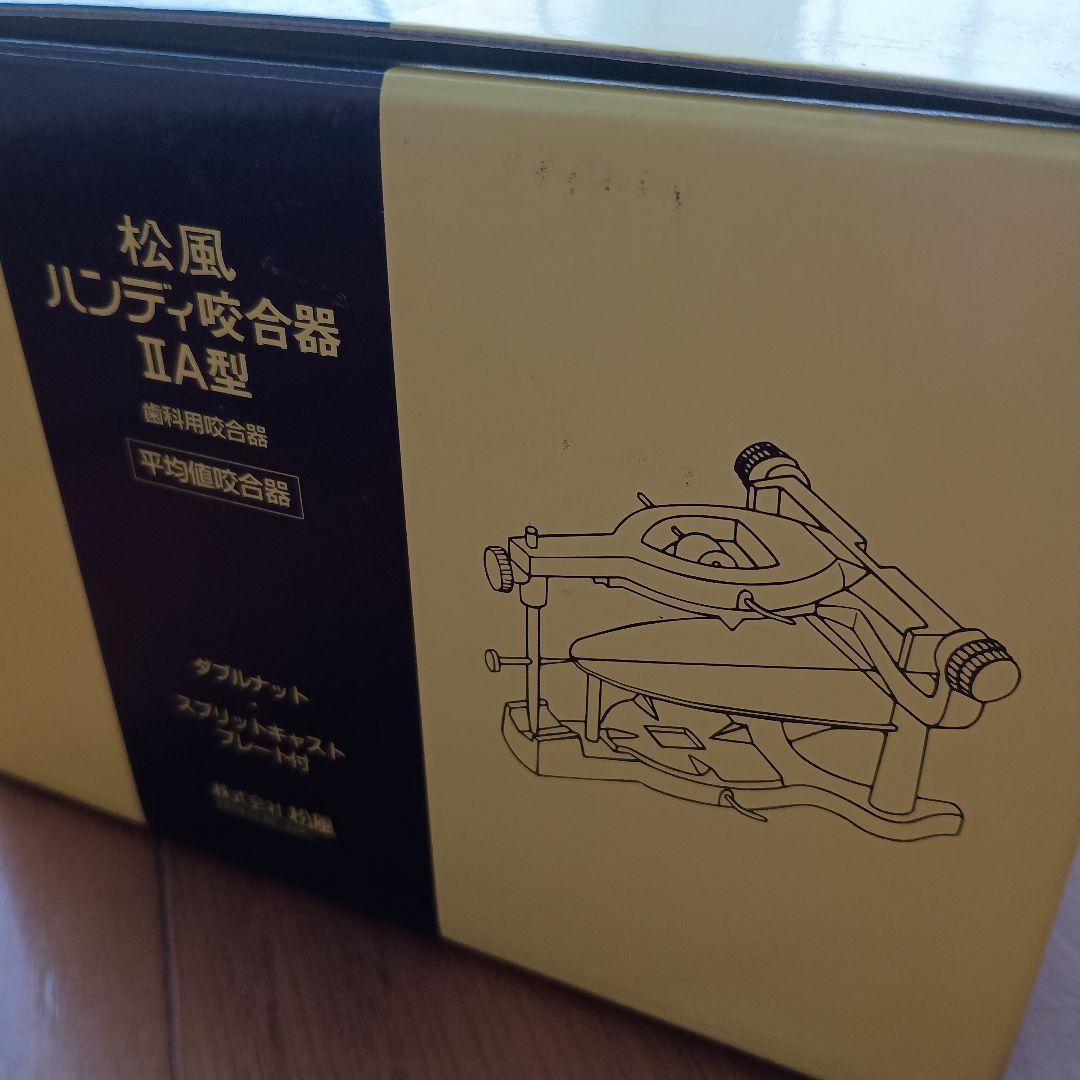 松風
ハンディ咬合器
ⅡA型
歯科用咬合器
平均値咬合器
ダブルナット
・
スプリットキャスト
プレート付
株式会社 松風